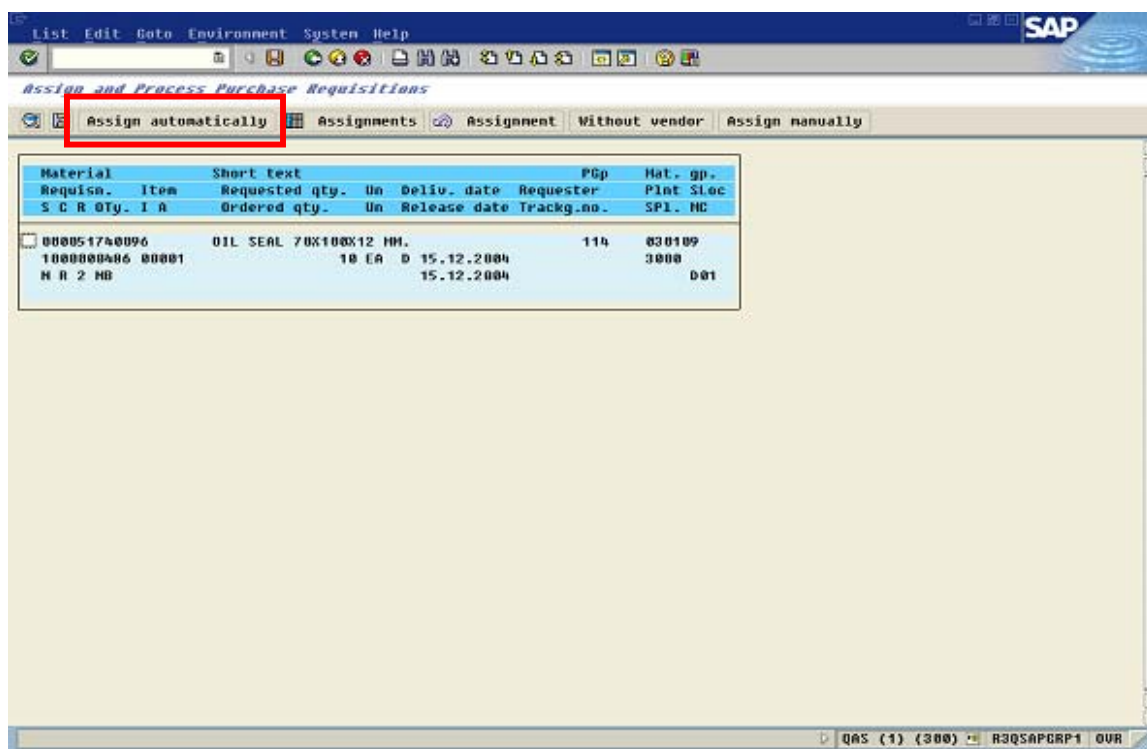 List Edit Goto Environment System Help
SAP
Assign and Process Purchase Requisitions
Assign automatically Assignments Assignment Without vendor Assign manually
Material Short text PGp Mat. gp.
Requisn. Item Requested qty. Un Deliv. date Requester Plnt SLoc
S C R OTy. I A Ordered qty. Un Release date Trackg.no. SPl. MC
000051740096 OIL SEAL 70X100X12 MM. 114 030109
1000000486 00001 10 EA D 15.12.2004 3000
N R 2 NB 15.12.2004 D01
QAS (1) (300) R3QSAPGRP1 OVR